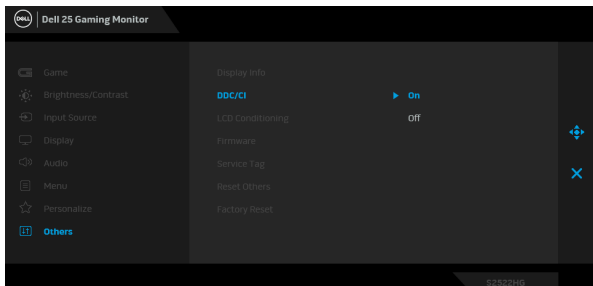 DELL Dell 25 Gaming Monitor
Game
Brightness/Contrast
Input Source
Display
Audio
Menu
Personalize
Others
Display Info
DDC/CI
LCD Conditioning
Firmware
Service Tag
Reset Others
Factory Reset
On
Off
S2522HG